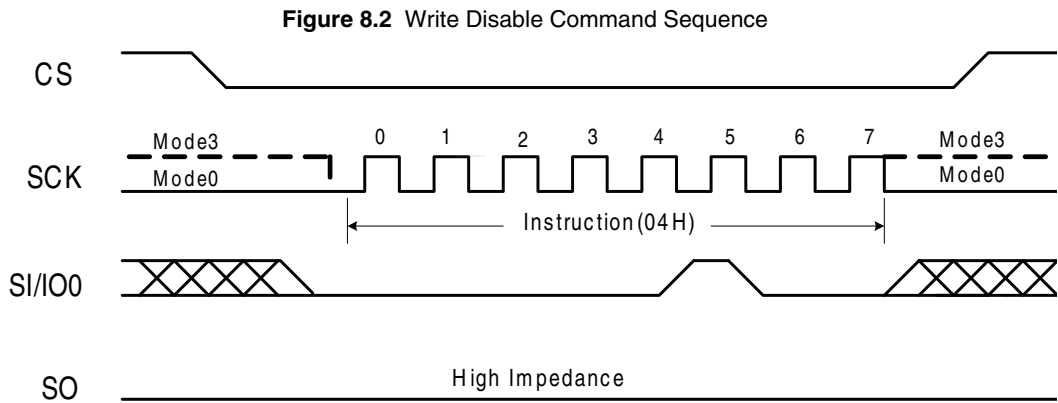 Figure 8.2 Write Disable Command Sequence
CS
0 1 2 3 4 5 6 7
Mode3 Mode3
SCK
Mode0 Mode0
Instruction(04H)
SI/IO0
High Impedance
SO